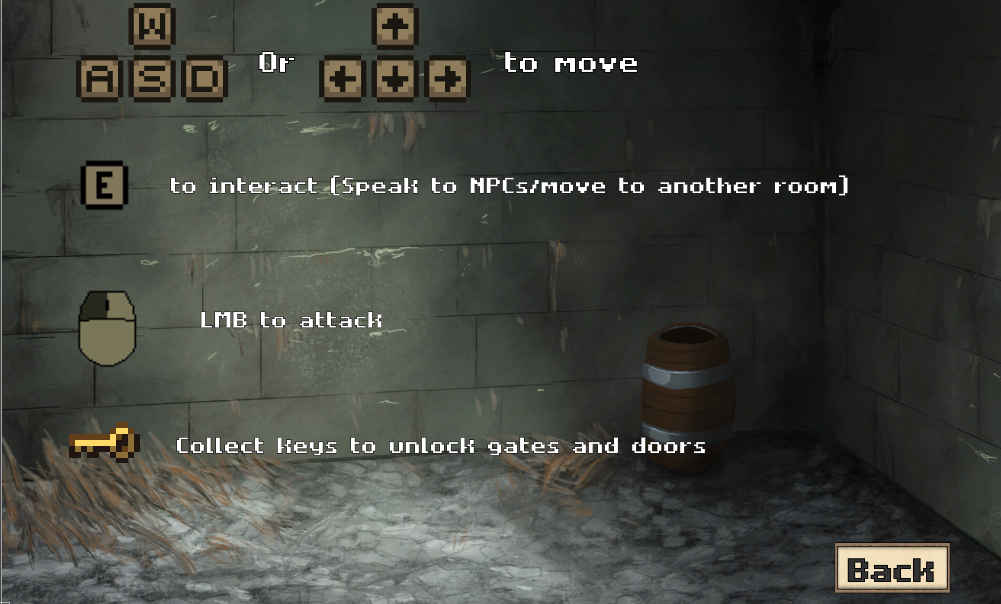 W
A S D Or to move
E to interact (Speak to NPCs/move to another room)
LMB to attack
Collect keys to unlock gates and doors
Back